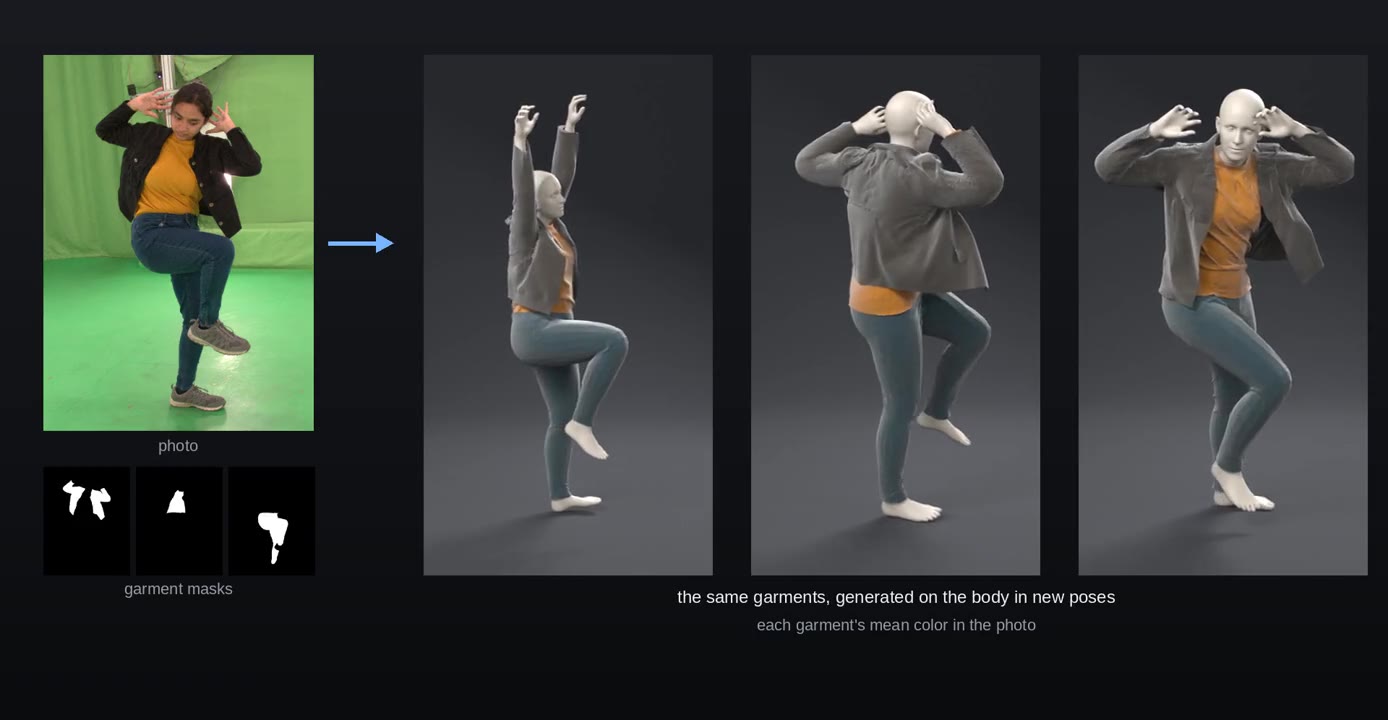 photo
garment masks
the same garments, generated on the body in new poses
each garment's mean color in the photo